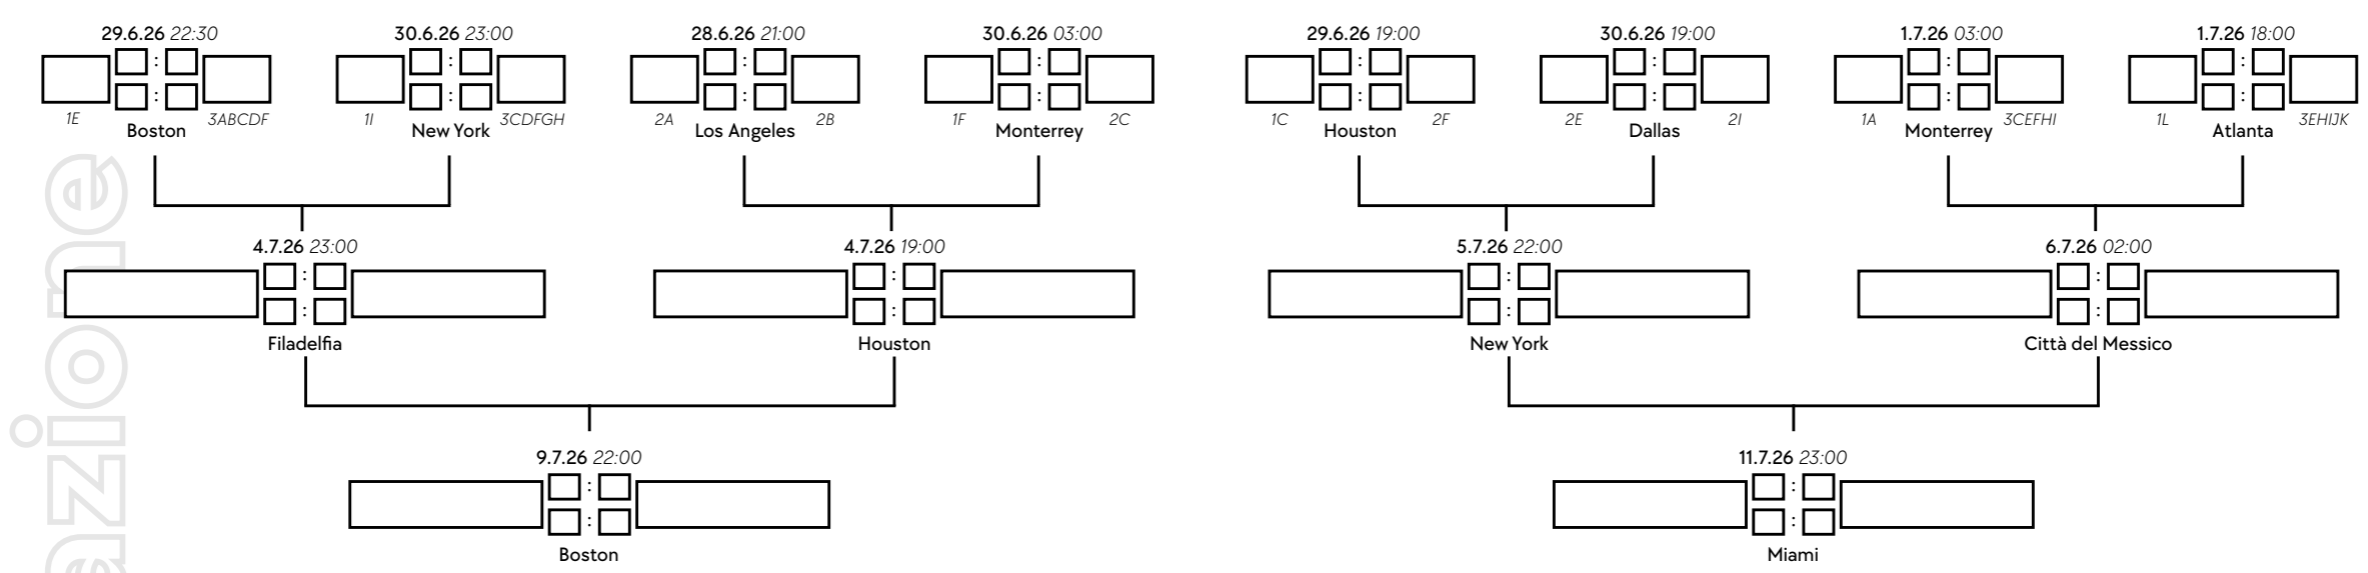 29.6.26 22:30
30.6.26 23:00
28.6.26 21:00
30.6.26 03:00
29.6.26 19:00
30.6.26 19:00
1.7.26 03:00
1.7.26 18:00
: : : : : : : :
: : : : : : : :
1E 3ABCDF
1I 3CDFGH
2A 2B
1F 2C
1C 2F
2E 2I
1A 3CEFHI
1L 3EHIJK
Boston
New York
Los Angeles
Monterrey
Houston
Dallas
Monterrey
Atlanta
4.7.26 23:00
4.7.26 19:00
5.7.26 22:00
6.7.26 02:00
: : : :
: : : :
Filadelfia
Houston
New York
Città del Messico
9.7.26 22:00
11.7.26 23:00
: :
: :
Boston
Miami
azione